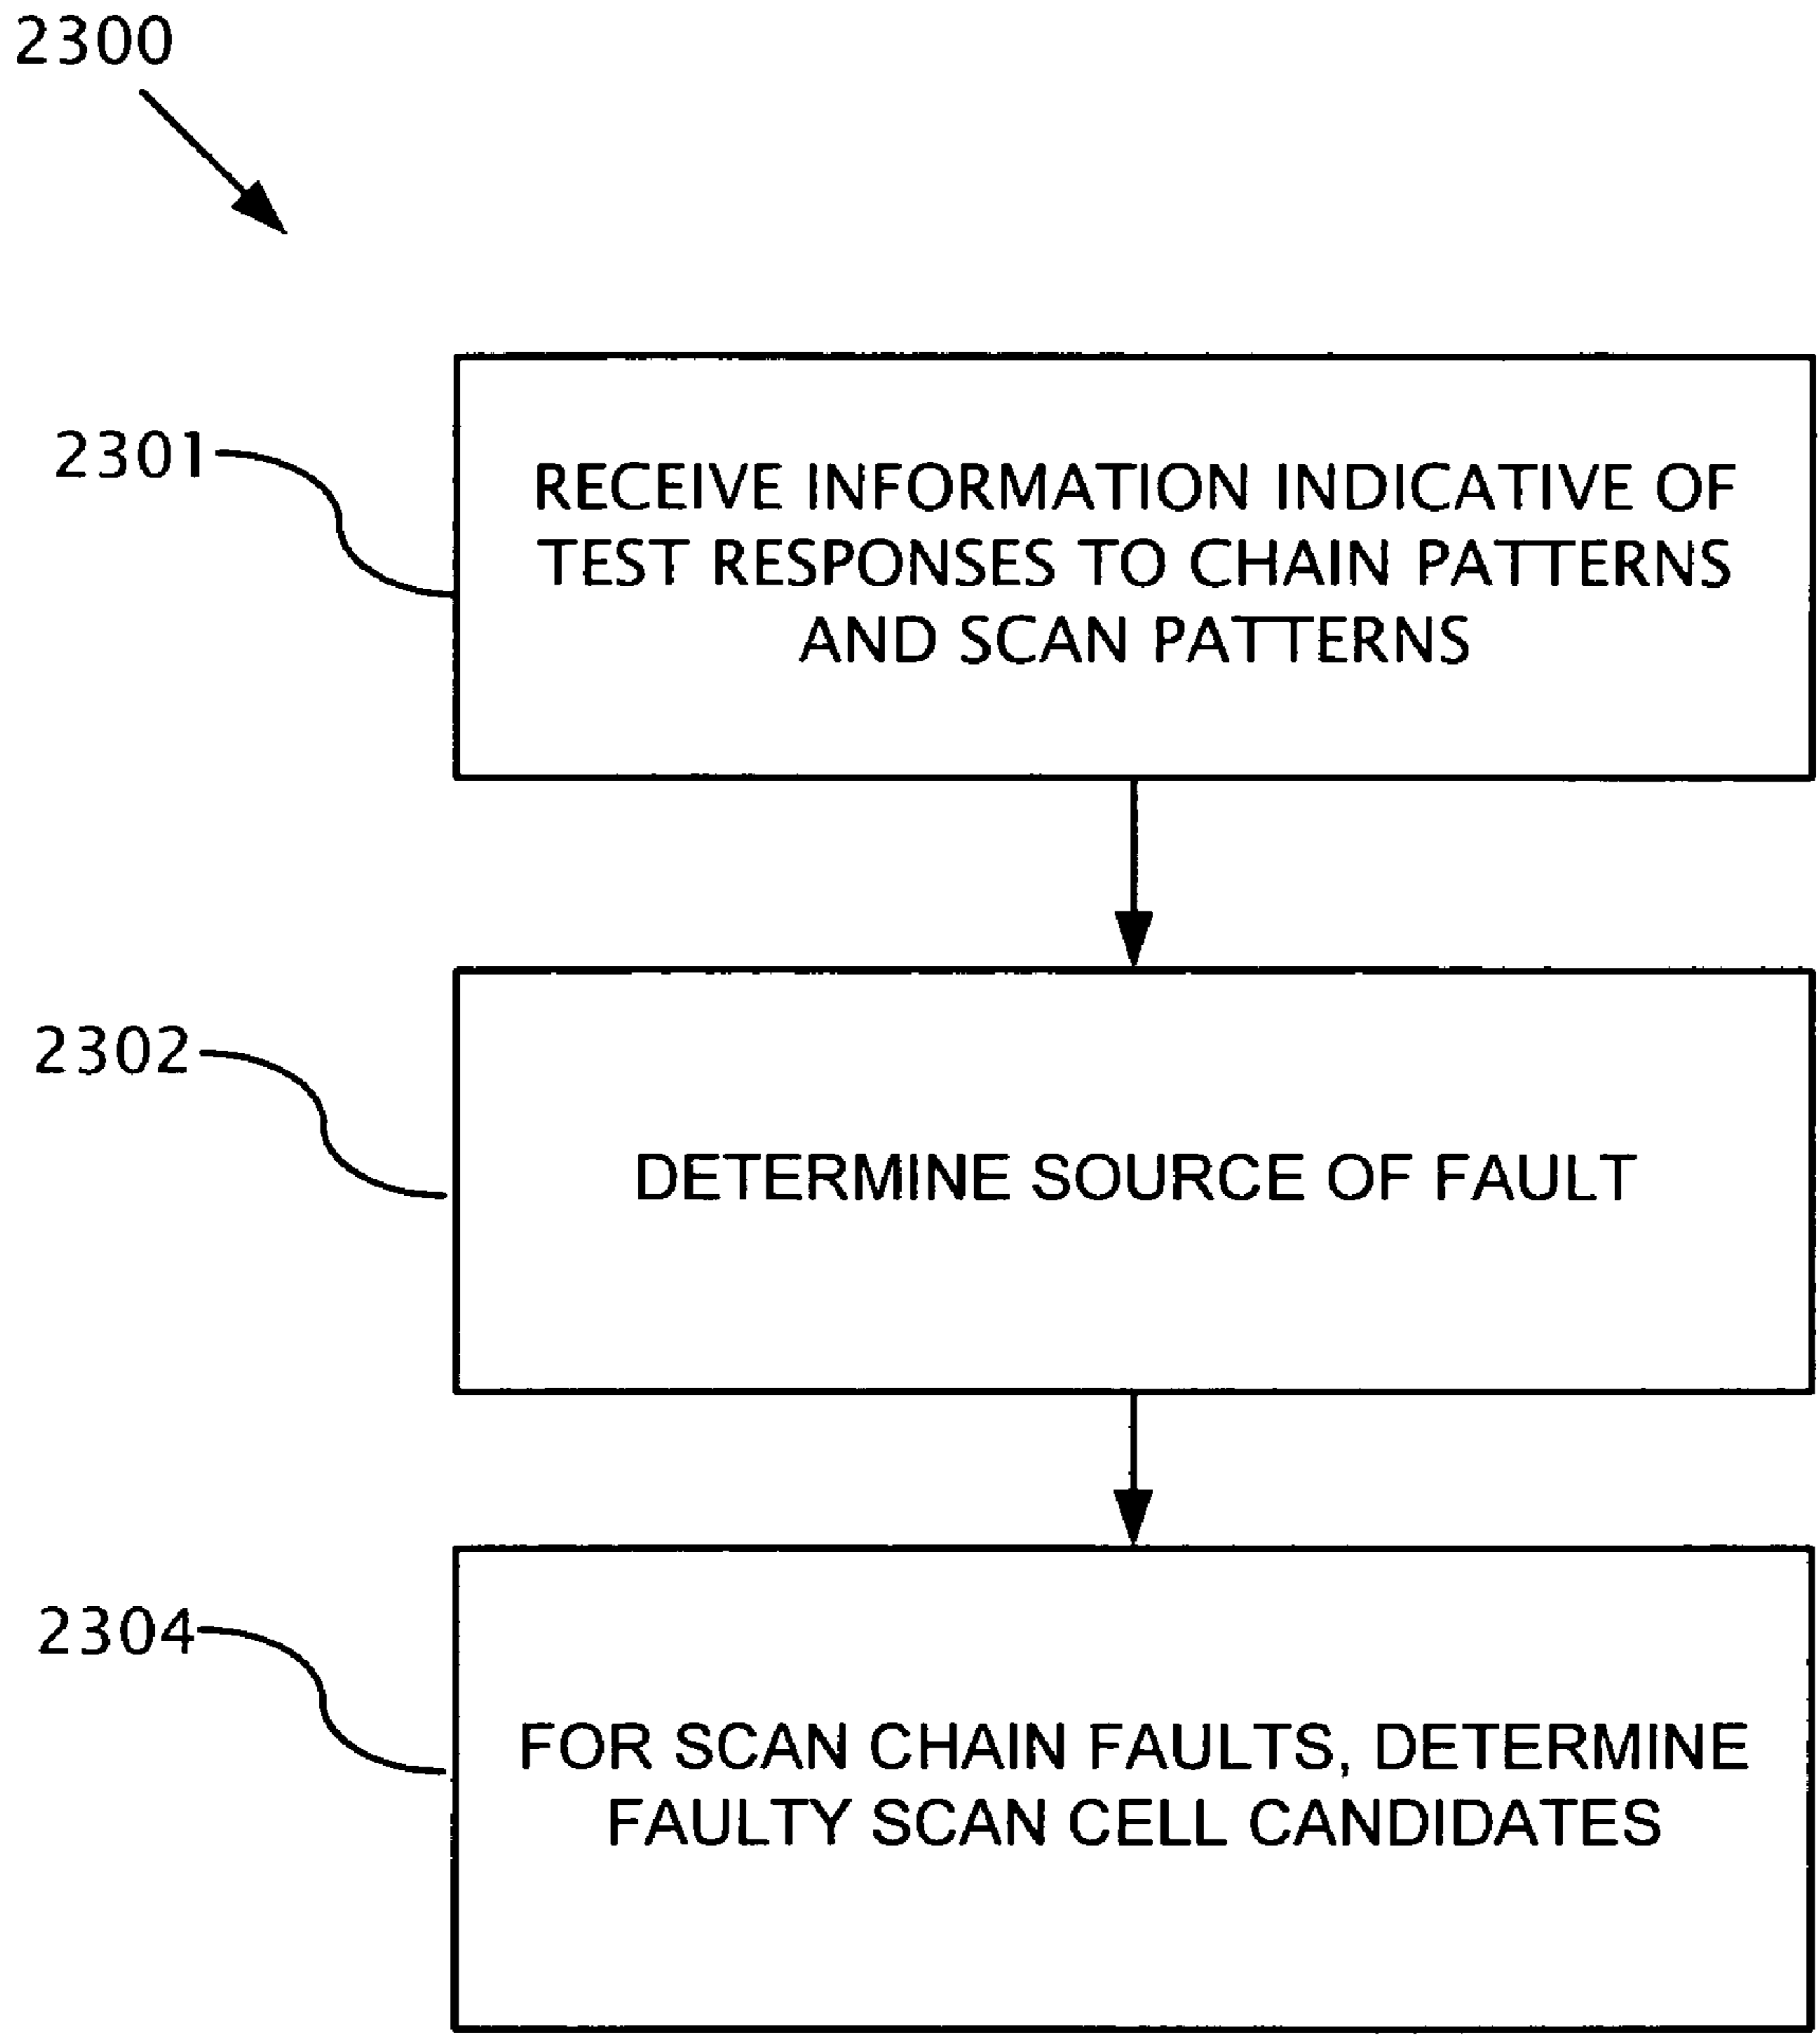 2300
2301
RECEIVE INFORMATION INDICATIVE OF
TEST RESPONSES TO CHAIN PATTERNS
AND SCAN PATTERNS
2302
DETERMINE SOURCE OF FAULT
2304
FOR SCAN CHAIN FAULTS, DETERMINE
FAULTY SCAN CELL CANDIDATES